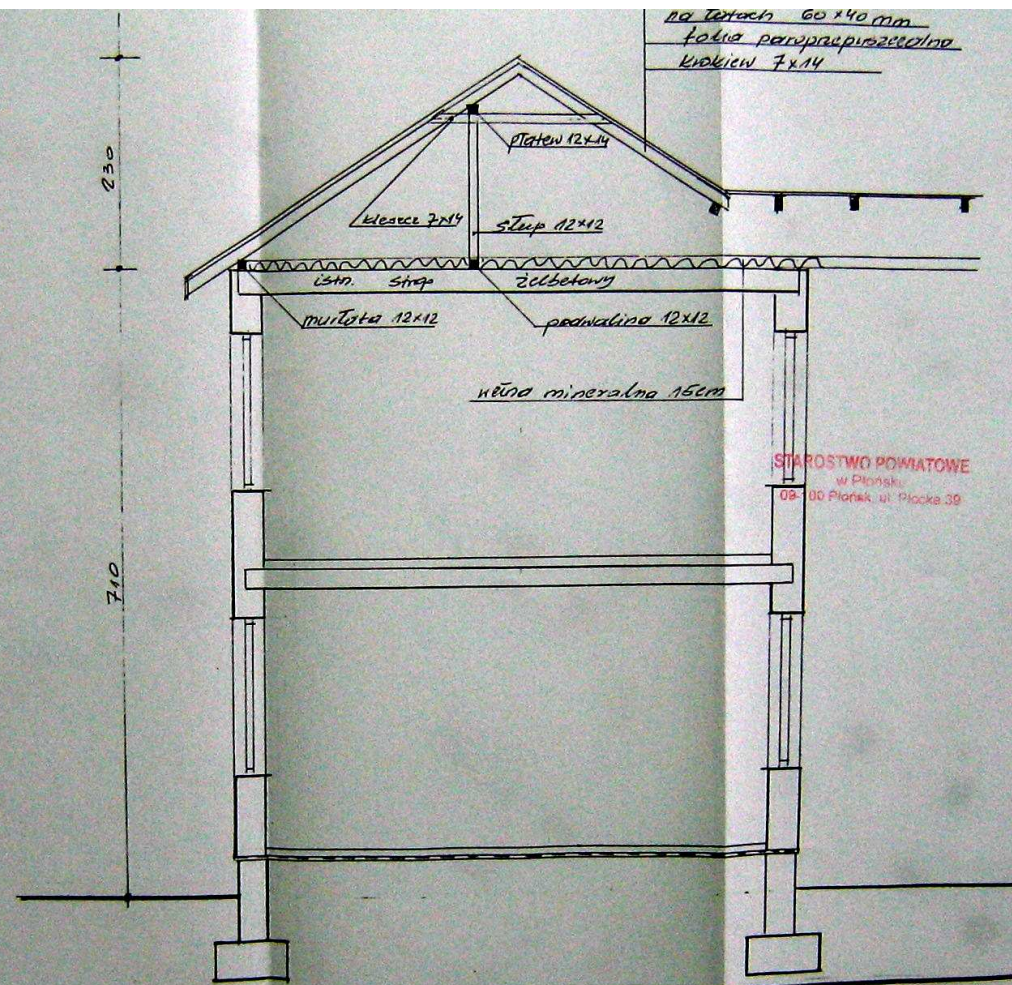 na łatach 60x40 mm
folia paroprzepuszczalna
krokiew 7x14
płatew 12x14
kleszcze 7x14
słup 12x12
230
istn. strop żelbetowy
murłata 12x12
podwalina 12x12
wełna mineralna 15cm
STAROSTWO POWIATOWE
w Płońsku
09-100 Płońsk, ul. Płocka 39
710